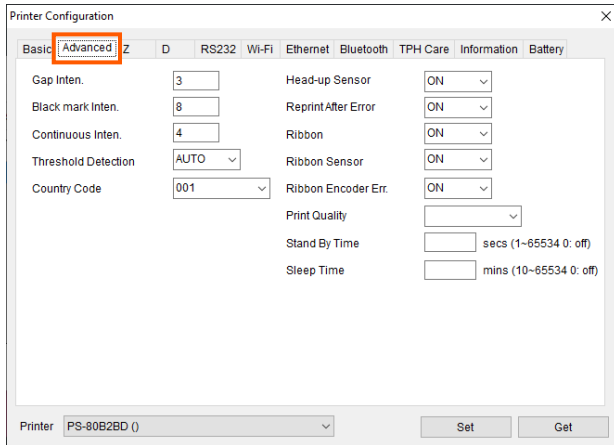 Printer Configuration
Basic Advanced Z D RS232 Wi-Fi Ethernet Bluetooth TPH Care Information Battery
Gap Inten. 3 Head-up Sensor ON
Black mark Inten. 8 Reprint After Error ON
Continuous Inten. 4 Ribbon ON
Threshold Detection AUTO Ribbon Sensor ON
Country Code 001 Ribbon Encoder Err. ON
Print Quality
Stand By Time secs (1~65534 0: off)
Sleep Time mins (10~65534 0: off)
Printer PS-80B2BD () Set Get